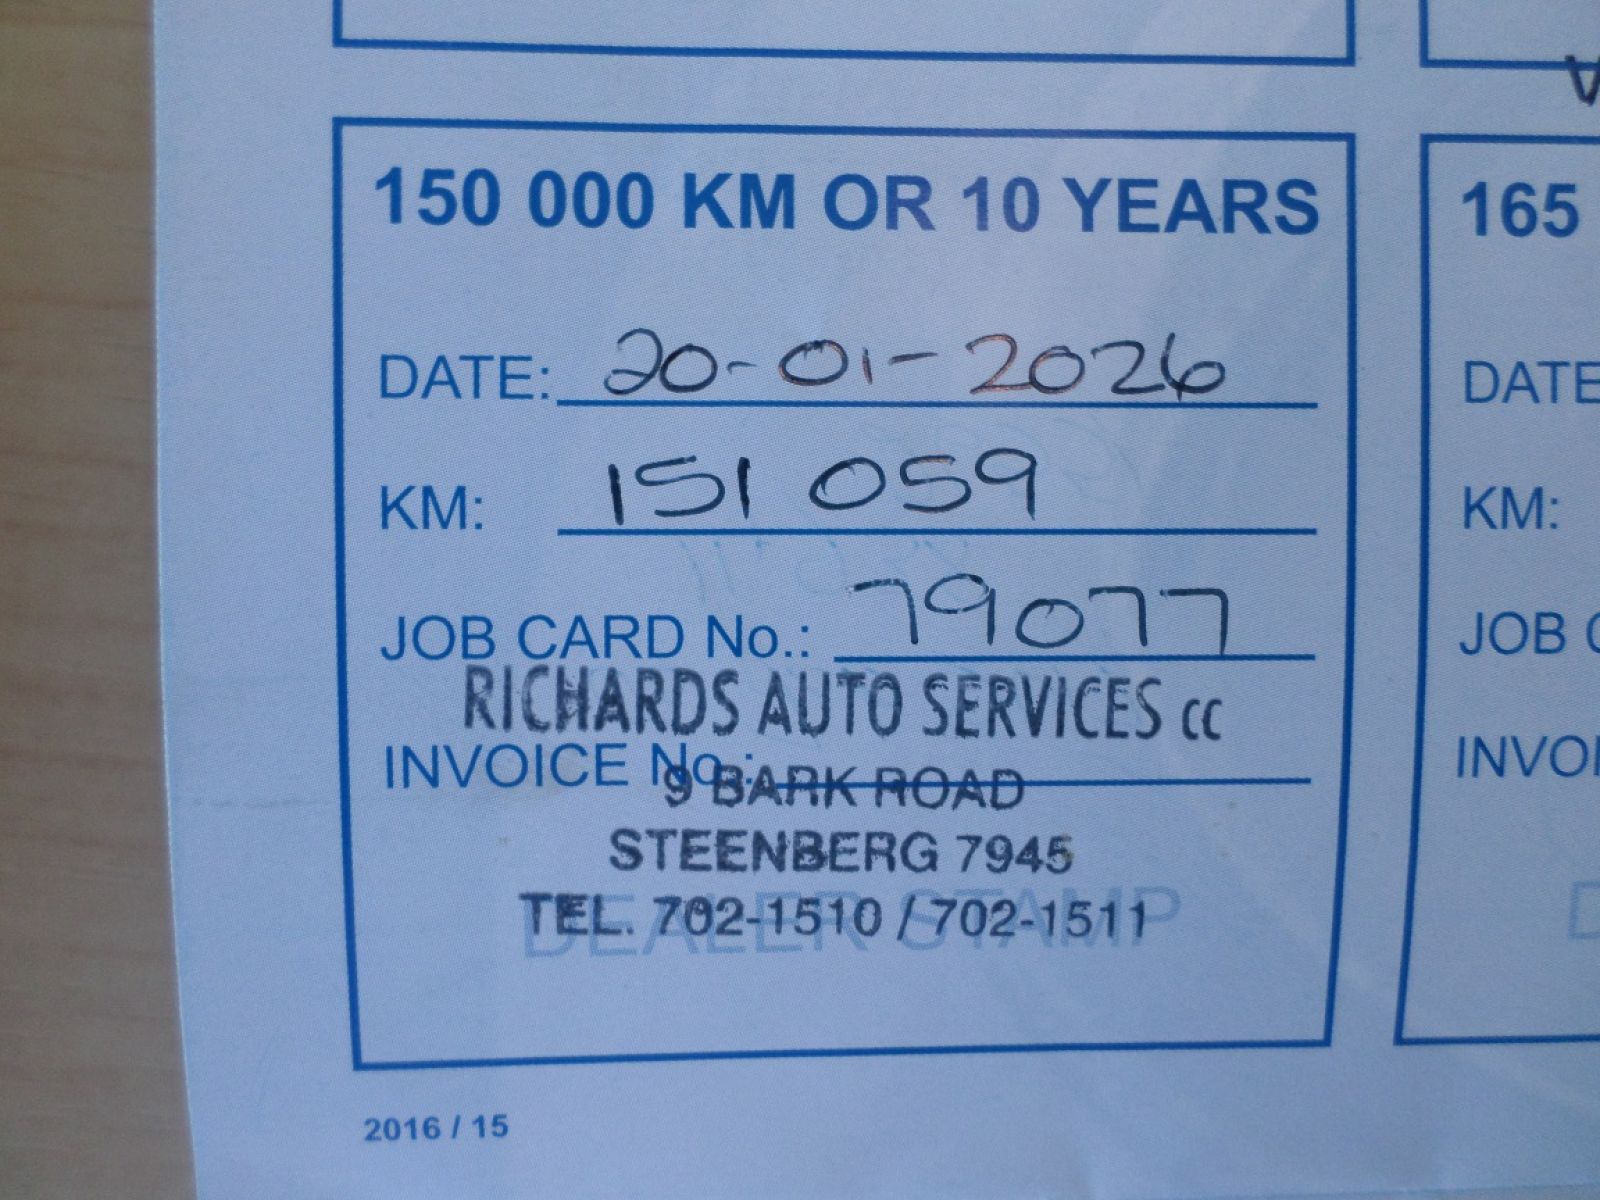 150 000 KM OR 10 YEARS
DATE: 20-01-2026
KM: 151 059
JOB CARD No.: 79077
RICHARDS AUTO SERVICES cc
INVOICE No.:
9 BARK ROAD
STEENBERG 7945
TEL. 702-1510 / 702-1511
DEALER STAMP
2016 / 15
165
DATE
KM:
JOB